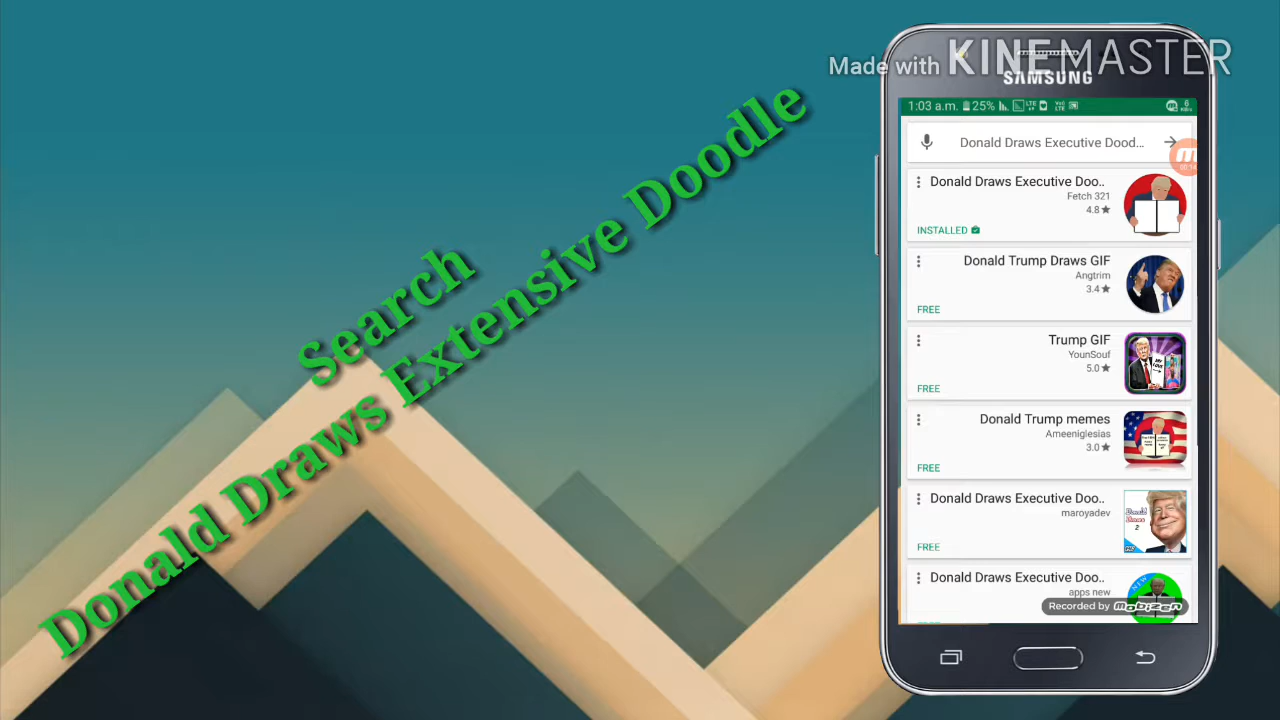 Made with KINEMASTER
SAMSUNG
1:03 a.m. 25%
Donald Draws Executive Dood...
Donald Draws Executive Doo..
Fetch 321
4.8★
INSTALLED
Donald Trump Draws GIF
Angtrim
3.4★
FREE
Trump GIF
YounSouf
5.0★
FREE
Donald Trump memes
Ameeniglesias
3.0★
FREE
Donald Draws Executive Doo..
maroyadev
FREE
Donald Draws Executive Doo..
apps new
Recorded by Mobizen
Search
Donald Draws Extensive Doodle